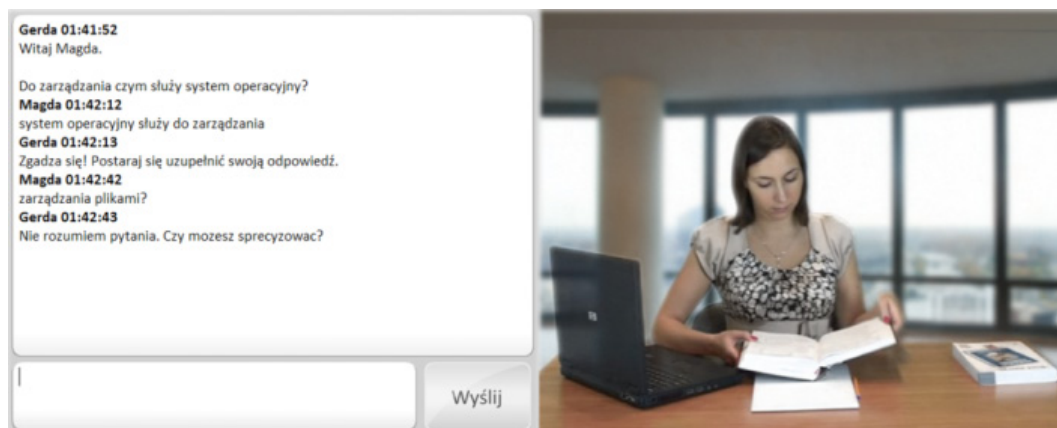 Gerda 01:41:52
Witaj Magda.
Do zarządzania czym służy system operacyjny?
Magda 01:42:12
system operacyjny służy do zarządzania
Gerda 01:42:13
Zgadza się! Postaraj się uzupełnić swoją odpowiedź.
Magda 01:42:42
zarządzania plikami?
Gerda 01:42:43
Nie rozumiem pytania. Czy mozesz sprecyzowac?
Wyślij